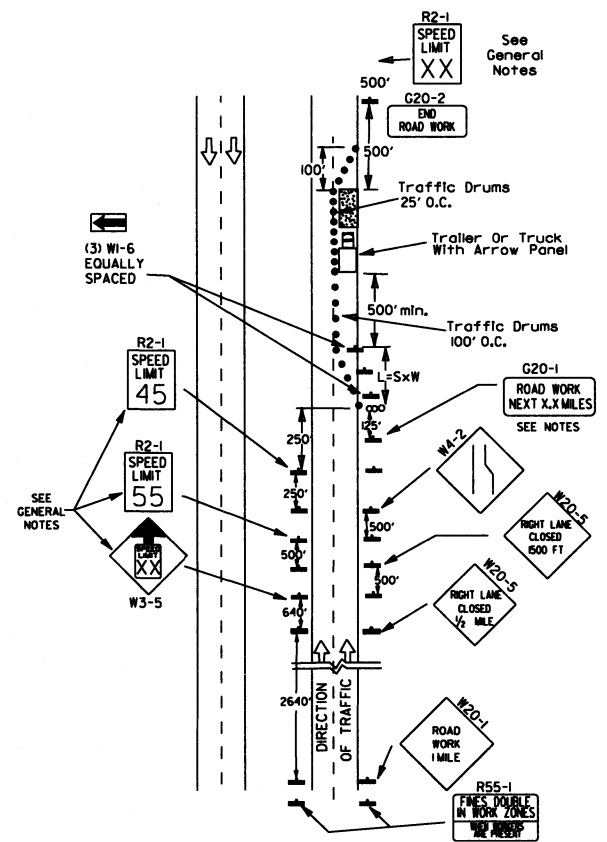 R2-1
SPEED
LIMIT
XX
See
General
Notes
500'
G20-2
END
ROAD WORK
500'
100'
Traffic Drums
25' O.C.
Trailer Or Truck
With Arrow Panel
(3) W1-6
EQUALLY
SPACED
500' min.
Traffic Drums
100' O.C.
R2-1
SPEED
LIMIT
45
L=SxW
G20-1
ROAD WORK
NEXT X.X MILES
SEE NOTES
125'
250'
W4-2
R2-1
SPEED
LIMIT
55
250'
SEE
GENERAL
NOTES
500'
500'
W20-5
RIGHT LANE
CLOSED
1500 FT
SPEED
LIMIT
XX
W3-5
500'
W20-5
RIGHT LANE
CLOSED
1/2 MILE
640'
2640'
DIRECTION
OF TRAFFIC
W20-1
ROAD
WORK
1 MILE
R55-1
FINES DOUBLE
IN WORK ZONES
WHEN WORKERS
ARE PRESENT